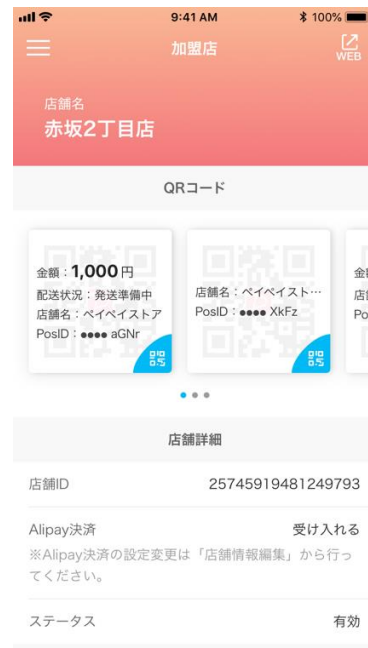 9:41 AM
100%
加盟店
WEB
店舗名
赤坂2丁目店
QRコード
金額：1,000円
配送状況：発送準備中
店舗名：ペイペイストア
PosID：●●●● aGNr
店舗名：ペイペイスト…
PosID：●●●● XkFz
店舗詳細
店舗ID
25745919481249793
Alipay決済
受け入れる
※Alipay決済の設定変更は「店舗情報編集」から行っ
てください。
ステータス
有効